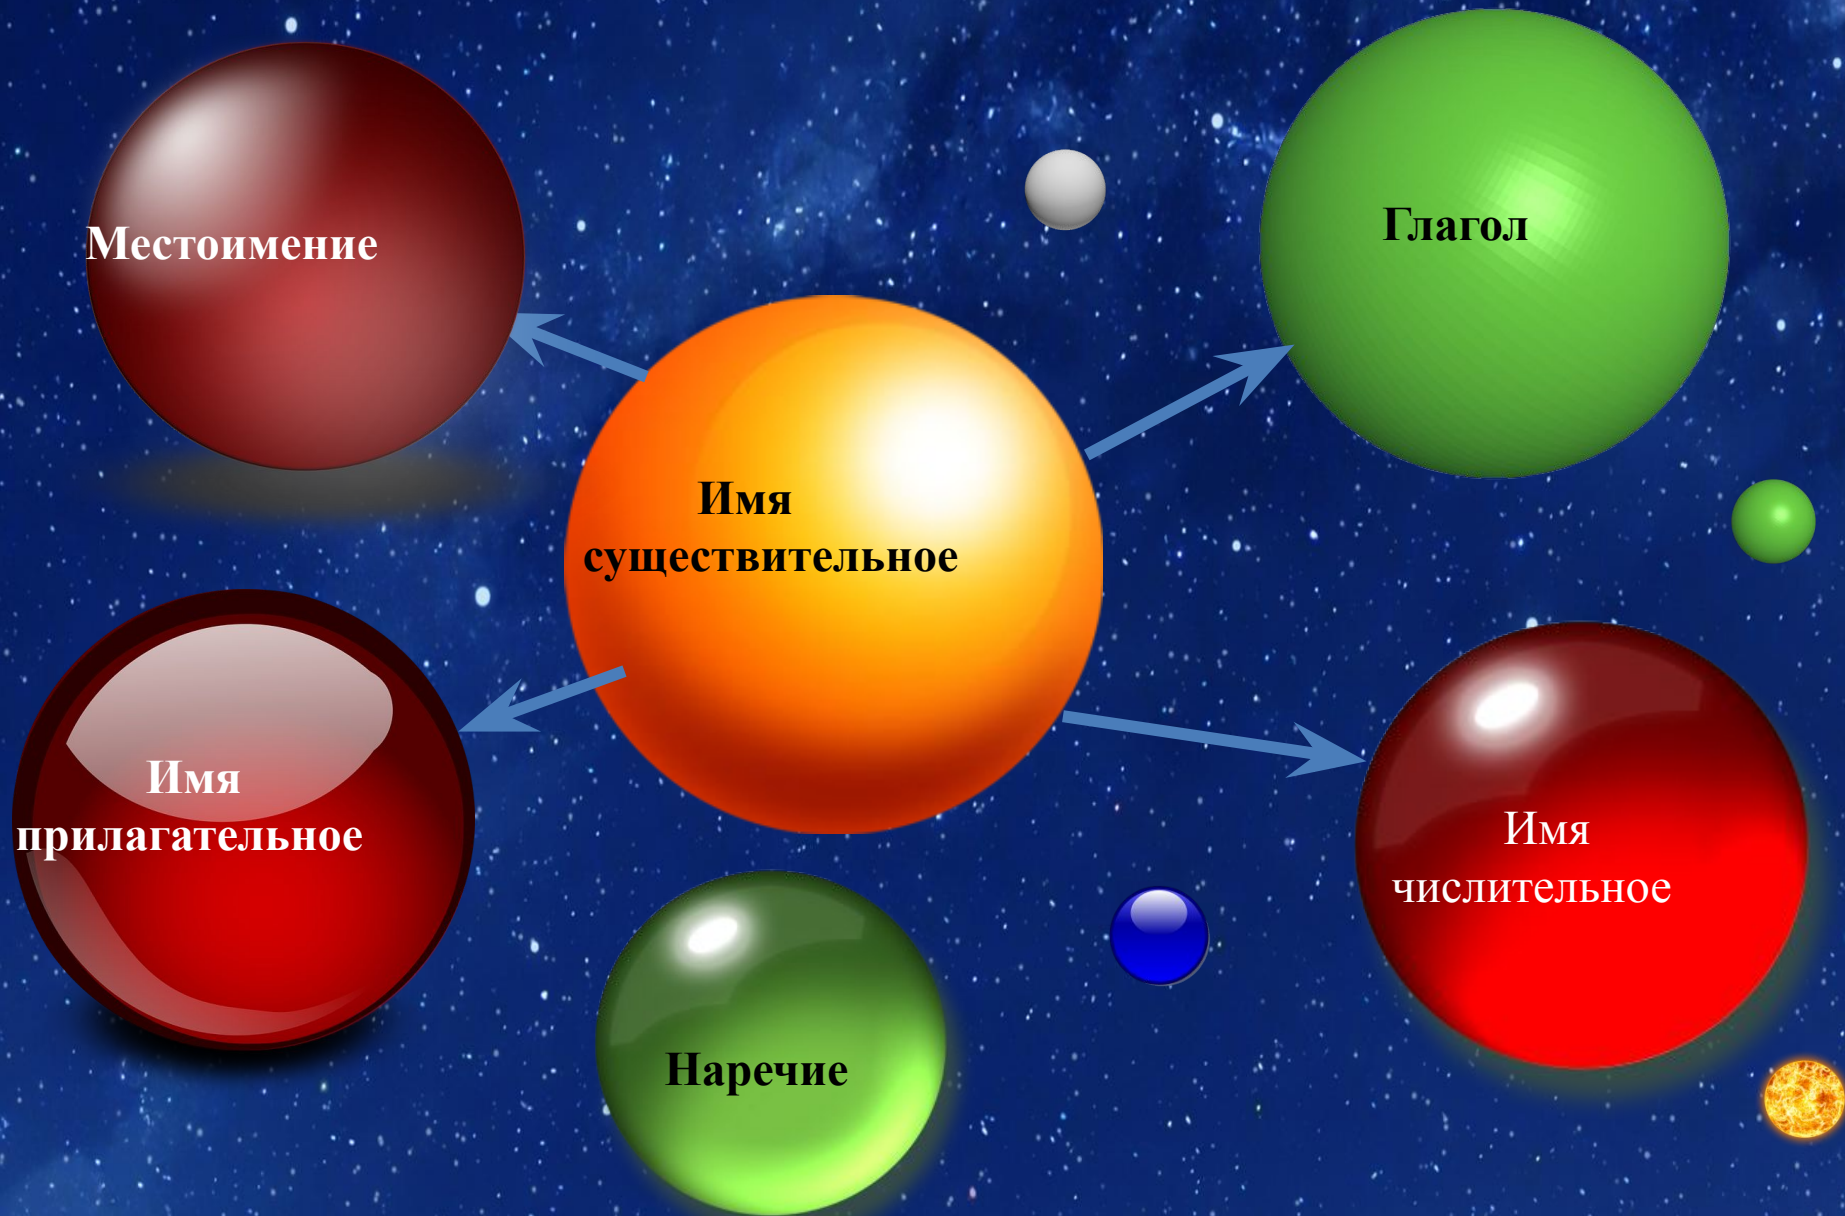 Местоимение
Глагол
Имя
существительное
Имя
прилагательное
Имя
числительное
Наречие